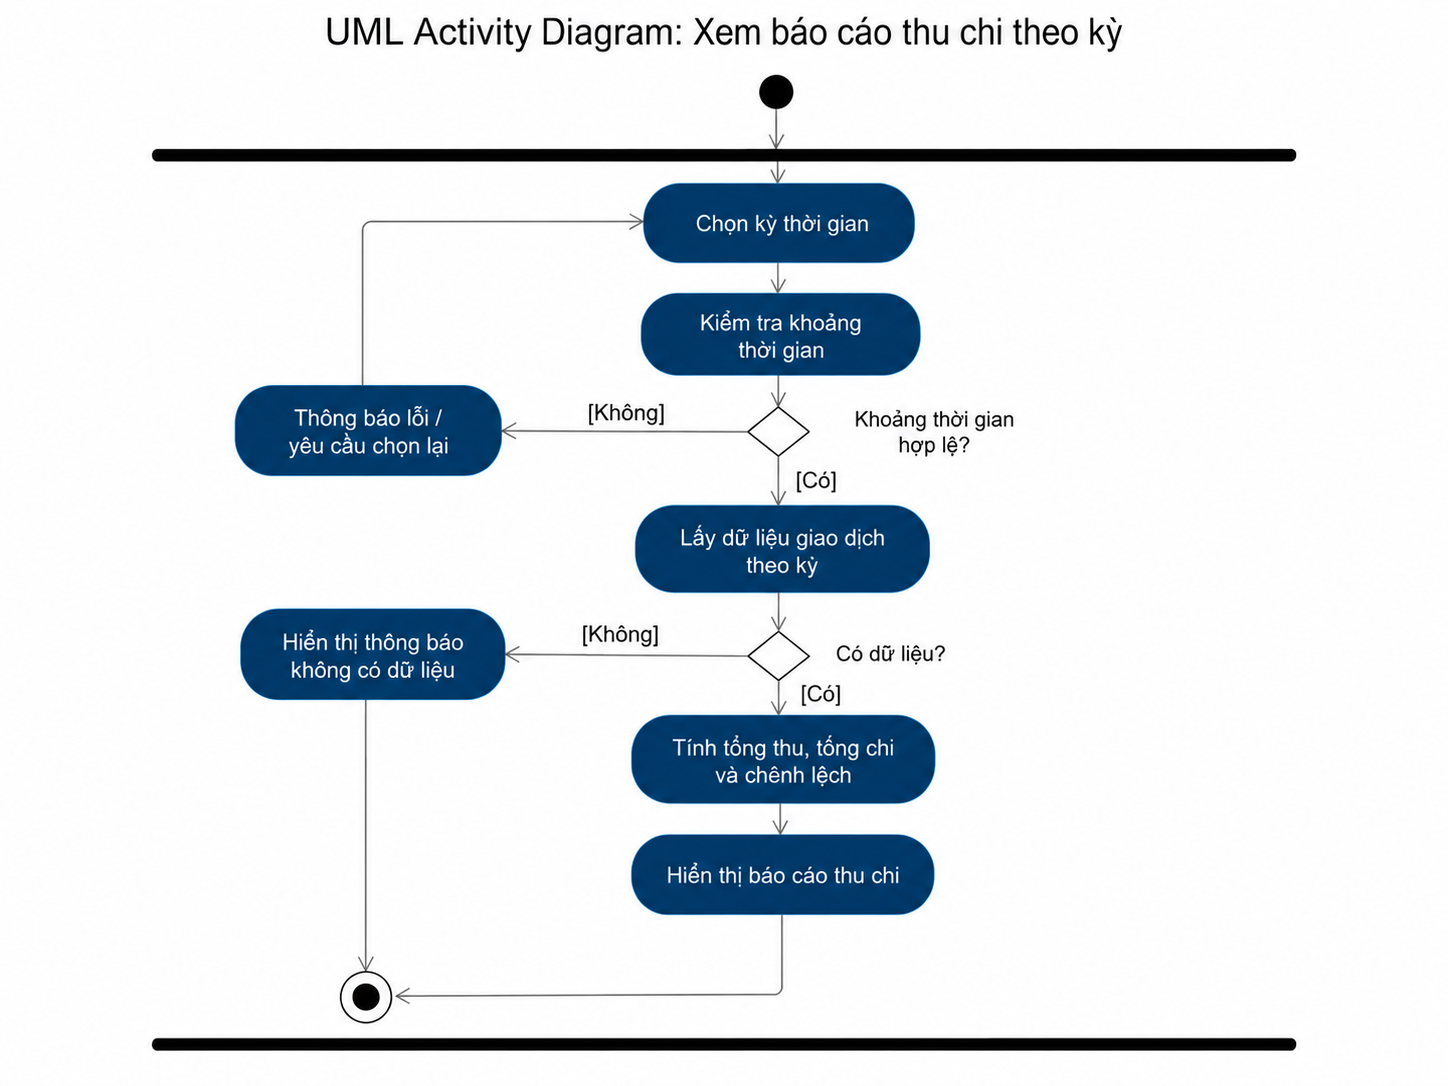 UML Activity Diagram: Xem báo cáo thu chi theo kỳ
Chọn kỳ thời gian
Kiểm tra khoảng
thời gian
Thông báo lỗi /
yêu cầu chọn lại
[Không]
Khoảng thời gian
hợp lệ?
[Có]
Lấy dữ liệu giao dịch
theo kỳ
Hiển thị thông báo
không có dữ liệu
[Không]
Có dữ liệu?
[Có]
Tính tổng thu, tổng chi
và chênh lệch
Hiển thị báo cáo thu chi